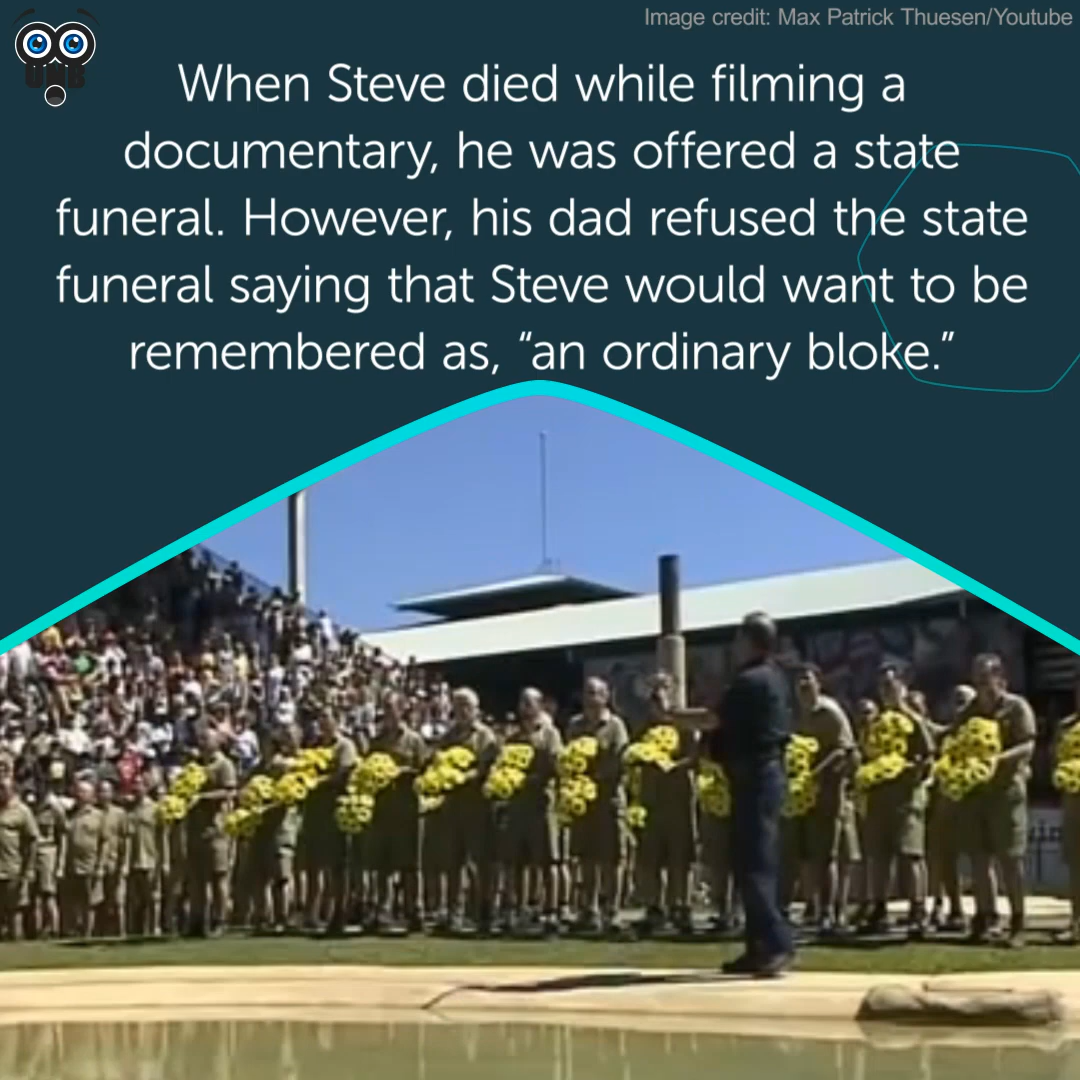 Image credit: Max Patrick Thuesen/Youtube
UNB
When Steve died while filming a
documentary, he was offered a state
funeral. However, his dad refused the state
funeral saying that Steve would want to be
remembered as, “an ordinary bloke.”